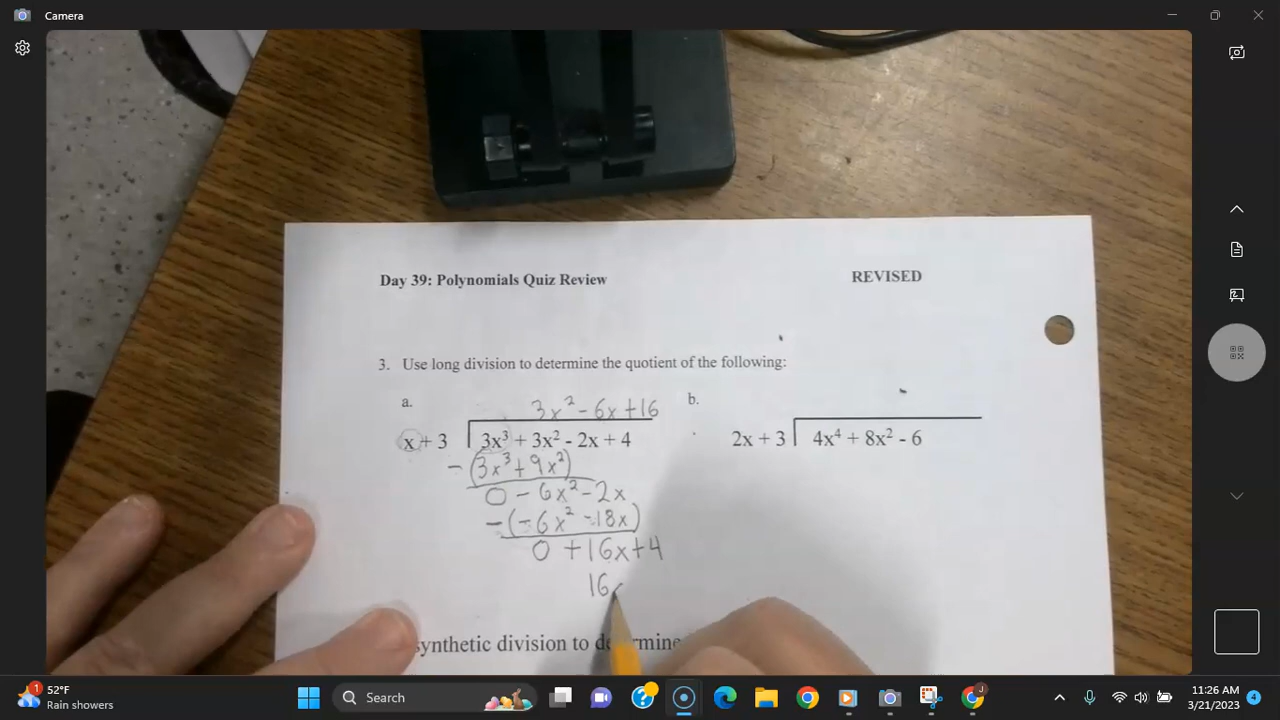 Camera
Day 39: Polynomials Quiz Review
REVISED
3. Use long division to determine the quotient of the following:
a.
3x² - 6x + 16
x + 3
3x³ + 3x² - 2x + 4
- (3x³ + 9x²)
0 - 6x² - 2x
- (-6x² - 18x)
0 + 16x + 4
16
b.
2x + 3
4x⁴ + 8x² - 6
synthetic division to
1
52°F
Rain showers
Search
11:26 AM
3/21/2023
4
J